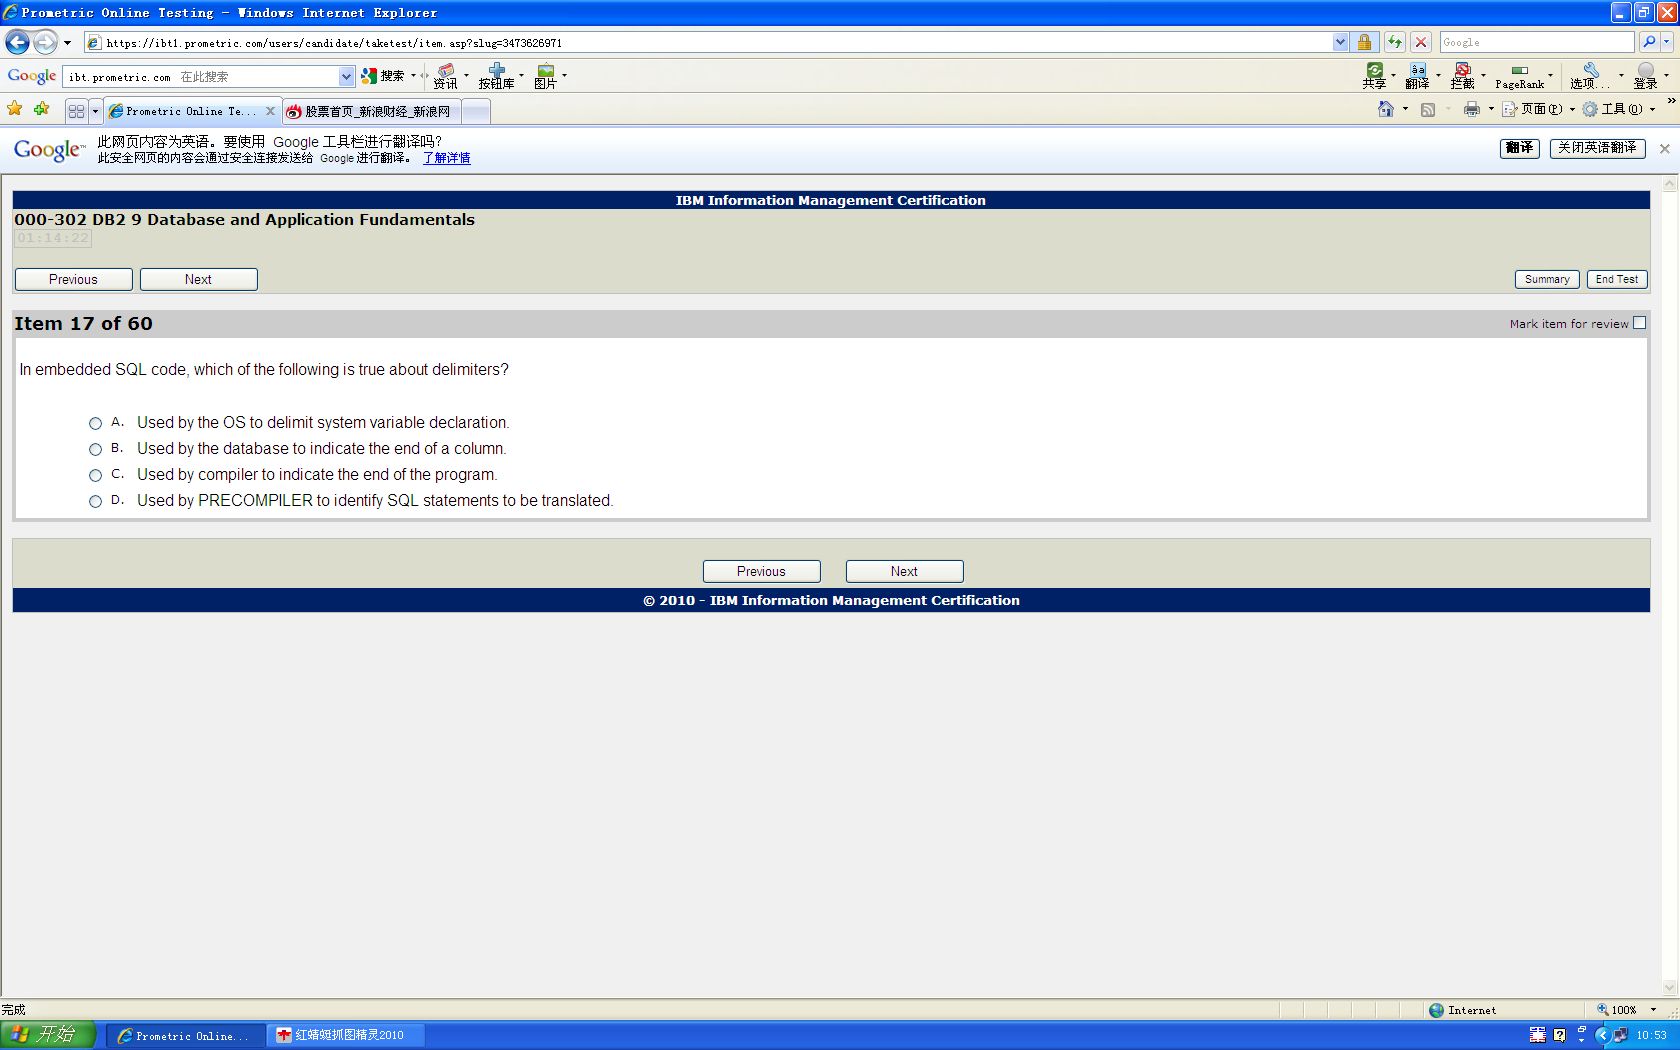 Prometric Online Testing - Windows Internet Explorer
https://ibt1.prometric.com/users/candidate/taketest/item.asp?slug=3473626971
Google
Google
ibt.prometric.com 在此搜索
搜索
资讯
按钮库
图片
共享
翻译
拦截
PageRank
选项...
登录
Prometric Online Te...
股票首页_新浪财经_新浪网
页面(P)
工具(O)
Google™
此网页内容为英语。要使用 Google 工具栏进行翻译吗?
此安全网页的内容会通过安全连接发送给 Google 进行翻译。 了解详情
翻译
关闭英语翻译
IBM Information Management Certification
000-302 DB2 9 Database and Application Fundamentals
01:14:22
Previous
Next
Summary
End Test
Item 17 of 60
Mark item for review
In embedded SQL code, which of the following is true about delimiters?
A. Used by the OS to delimit system variable declaration.
B. Used by the database to indicate the end of a column.
C. Used by compiler to indicate the end of the program.
D. Used by PRECOMPILER to identify SQL statements to be translated.
Previous
Next
© 2010 - IBM Information Management Certification
完成
Internet
100%
开始
Prometric Online...
红蜻蜓抓图精灵2010
10:53